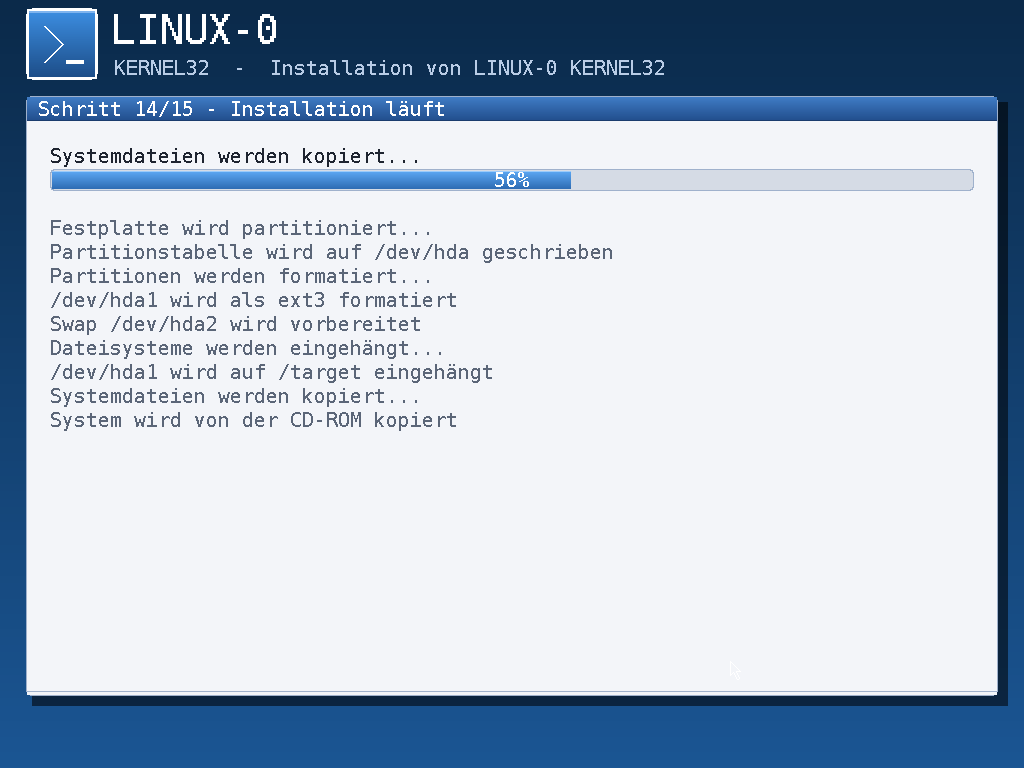 LINUX-0
KERNEL32 - Installation von LINUX-0 KERNEL32
Schritt 14/15 - Installation läuft
Systemdateien werden kopiert...
56%
Festplatte wird partitioniert...
Partitionstabelle wird auf /dev/hda geschrieben
Partitionen werden formatiert...
/dev/hda1 wird als ext3 formatiert
Swap /dev/hda2 wird vorbereitet
Dateisysteme werden eingehängt...
/dev/hda1 wird auf /target eingehängt
Systemdateien werden kopiert...
System wird von der CD-ROM kopiert